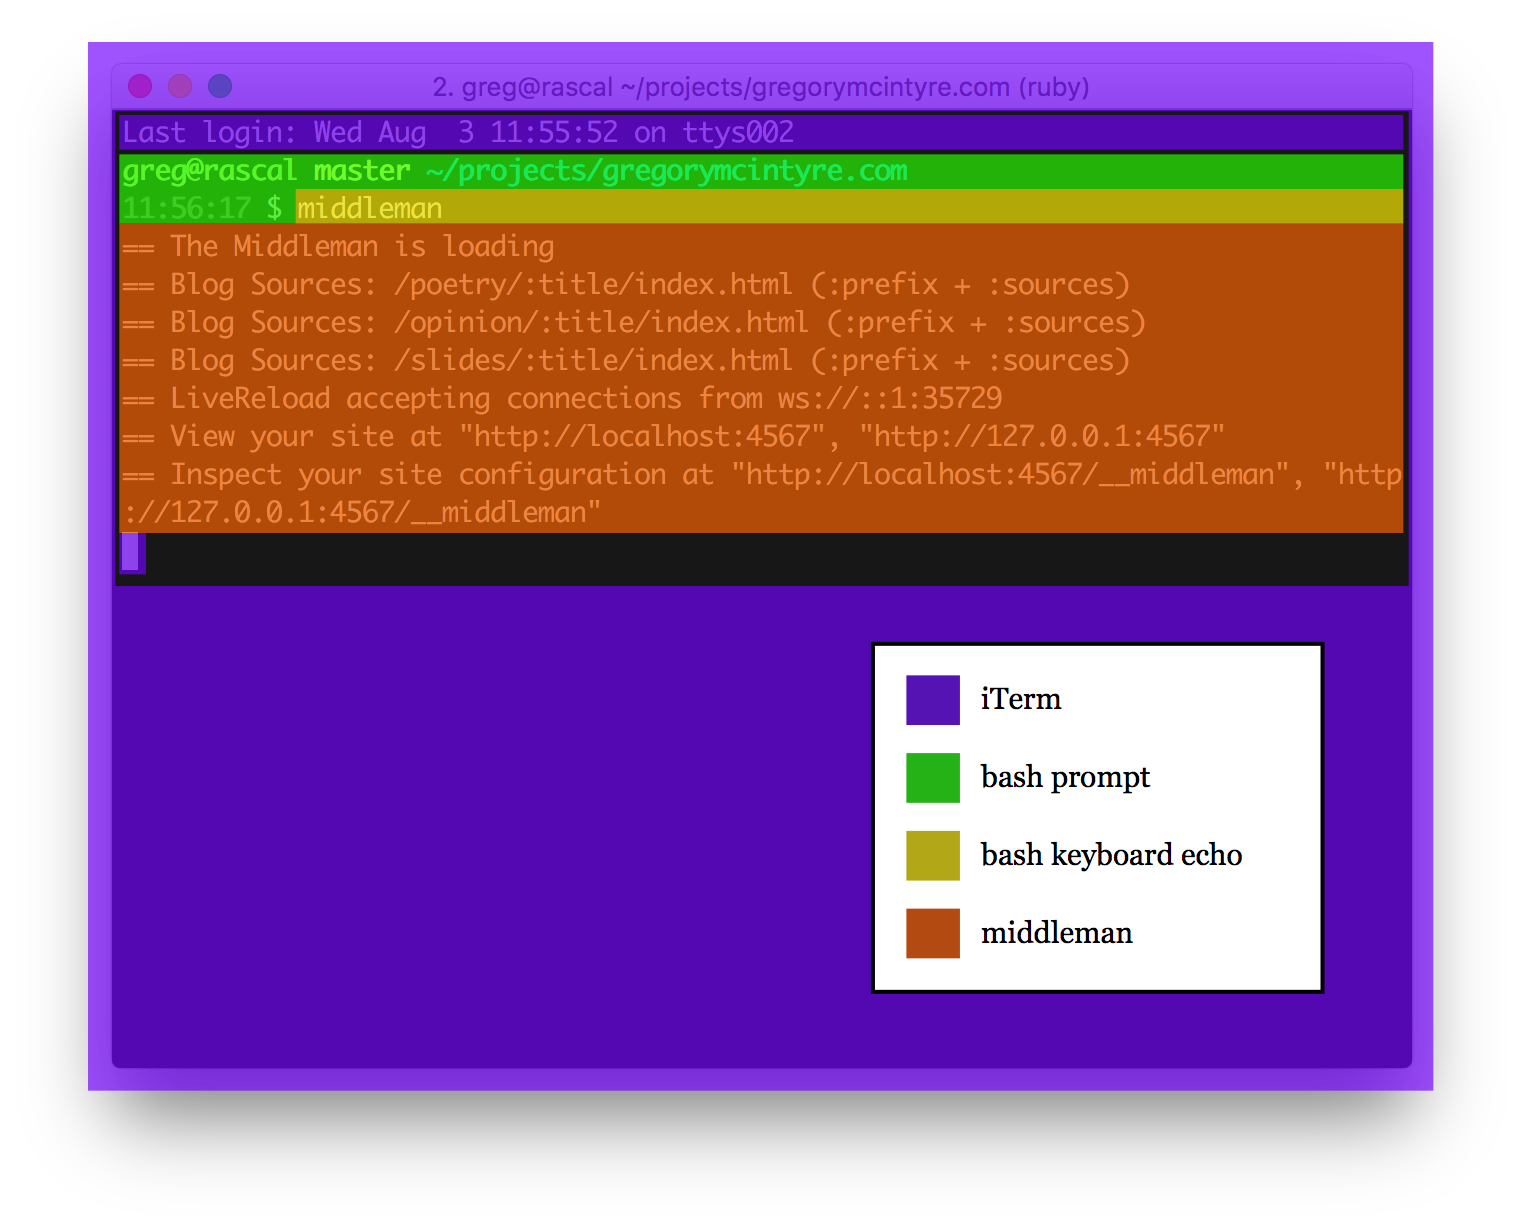 2. greg@rascal ~/projects/gregorymcintyre.com (ruby)
Last login: Wed Aug  3 11:55:52 on ttys002
greg@rascal master ~/projects/gregorymcintyre.com
11:56:17 $ middleman
== The Middleman is loading
== Blog Sources: /poetry/:title/index.html (:prefix + :sources)
== Blog Sources: /opinion/:title/index.html (:prefix + :sources)
== Blog Sources: /slides/:title/index.html (:prefix + :sources)
== LiveReload accepting connections from ws://::1:35729
== View your site at "http://localhost:4567", "http://127.0.0.1:4567"
== Inspect your site configuration at "http://localhost:4567/__middleman", "http
://127.0.0.1:4567/__middleman"
iTerm
bash prompt
bash keyboard echo
middleman